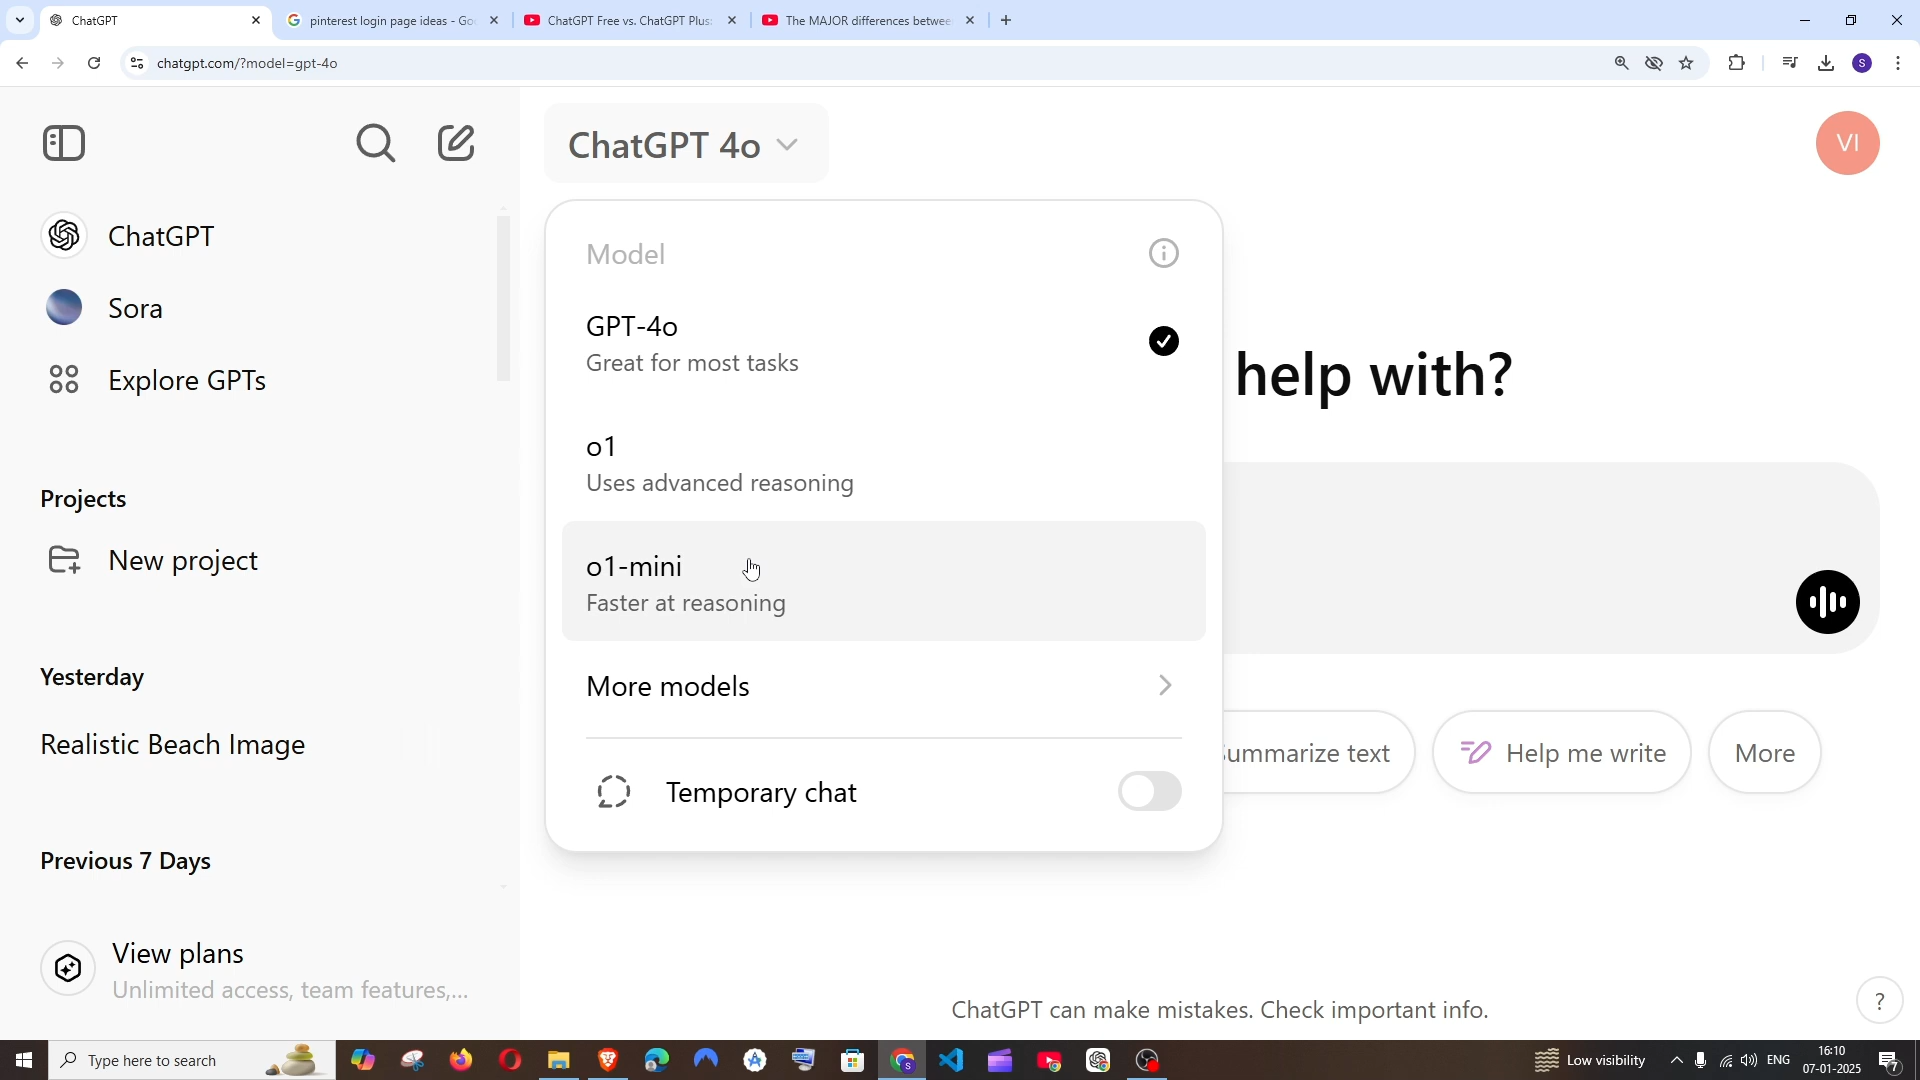 ChatGPT
pinterest login page ideas - Goo
ChatGPT Free vs. ChatGPT Plus:
The MAJOR differences betwee
chatgpt.com/?model=gpt-4o
S
ChatGPT
Sora
Explore GPTs
Projects
New project
Yesterday
Realistic Beach Image
Previous 7 Days
View plans
Unlimited access, team features,...
ChatGPT 4o
VI
Model
GPT-4o
Great for most tasks
o1
Uses advanced reasoning
o1-mini
Faster at reasoning
More models
Temporary chat
help with?
ummarize text
Help me write
More
ChatGPT can make mistakes. Check important info.
?
Type here to search
Low visibility
ENG
16:10
07-01-2025
7